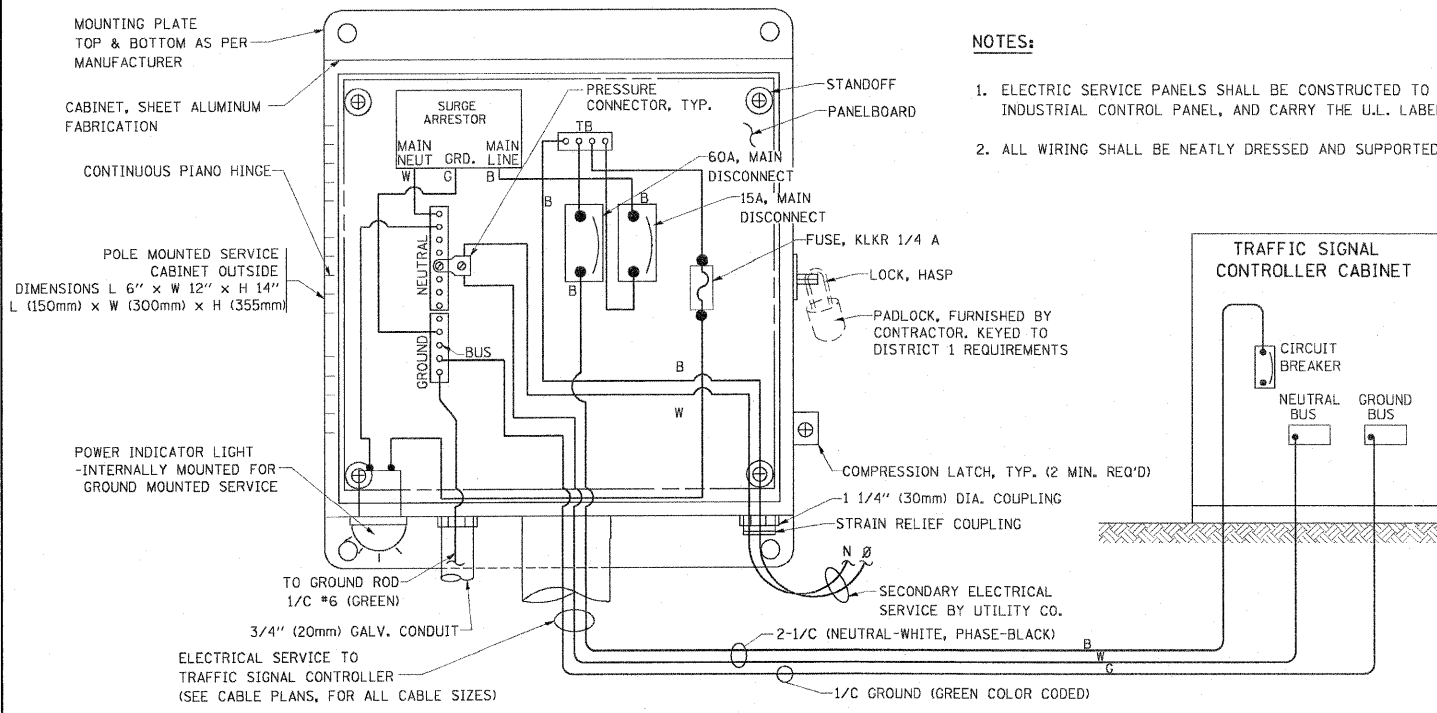 MOUNTING PLATE
TOP & BOTTOM AS PER
MANUFACTURER
CABINET, SHEET ALUMINUM
FABRICATION
CONTINUOUS PIANO HINGE
POLE MOUNTED SERVICE
CABINET OUTSIDE
DIMENSIONS L 6" x W 12" x H 14"
L (150mm) x W (300mm) x H (355mm)
POWER INDICATOR LIGHT
-INTERNALLY MOUNTED FOR
GROUND MOUNTED SERVICE
SURGE
ARRESTOR
MAIN
NEUT
GRD.
MAIN
LINE
W
G
B
PRESSURE
CONNECTOR, TYP.
TB
60A, MAIN
DISCONNECT
B
B
15A, MAIN
DISCONNECT
B
NEUTRAL
GROUND
BUS
B
W
FUSE, KLKR 1/4 A
STANDOFF
PANELBOARD
LOCK, HASP
PADLOCK, FURNISHED BY
CONTRACTOR. KEYED TO
DISTRICT 1 REQUIREMENTS
COMPRESSION LATCH, TYP. (2 MIN. REQ'D)
1 1/4" (30mm) DIA. COUPLING
STRAIN RELIEF COUPLING
N Ø
SECONDARY ELECTRICAL
SERVICE BY UTILITY CO.
TO GROUND ROD
1/C #6 (GREEN)
3/4" (20mm) GALV. CONDUIT
ELECTRICAL SERVICE TO
TRAFFIC SIGNAL CONTROLLER
(SEE CABLE PLANS, FOR ALL CABLE SIZES)
2-1/C (NEUTRAL-WHITE, PHASE-BLACK)
1/C GROUND (GREEN COLOR CODED)
B
W
G
NOTES:
1. ELECTRIC SERVICE PANELS SHALL BE CONSTRUCTED TO
INDUSTRIAL CONTROL PANEL, AND CARRY THE U.L. LABE
2. ALL WIRING SHALL BE NEATLY DRESSED AND SUPPORTED
TRAFFIC SIGNAL
CONTROLLER CABINET
CIRCUIT
BREAKER
NEUTRAL
BUS
GROUND
BUS